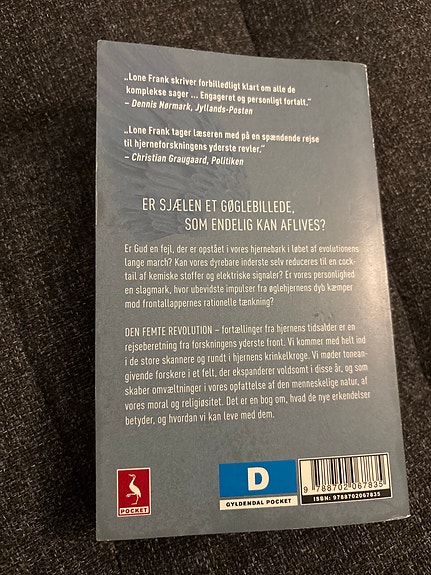 „Lone Frank skriver forbilledligt klart om alle de
komplekse sager ... Engageret og personligt fortalt.”
– Dennis Nørmark, Jyllands-Posten
„Lone Frank tager læseren med på en spændende rejse
til hjerneforskningens yderste revler.”
– Christian Graugaard, Politiken
ER SJÆLEN ET GØGLEBILLEDE,
SOM ENDELIG KAN AFLIVES?
Er Gud en fejl, der er opstået i vores hjernebark i løbet af evolutionens
lange march? Kan vores dyrebare inderste selv reduceres til en cock-
tail af kemiske stoffer og elektriske signaler? Er vores personlighed
en slagmark, hvor ubevidste impulser fra øglehjernens dyb kæmper
mod frontallappernes rationelle tænkning?
DEN FEMTE REVOLUTION – fortællinger fra hjernens tidsalder er en
rejseberetning fra forskningens yderste front. Vi kommer med helt ind
i de store skannere og rundt i hjernens krinkelkroge. Vi møder tonean-
givende forskere i et felt, der ekspanderer voldsomt i disse år, og som
skaber omvæltninger i vores opfattelse af den menneskelige natur, af
vores moral og religiøsitet. Det er en bog om, hvad de nye erkendelser
betyder, og hvordan vi kan leve med dem.
POCKET
D
GYLDENDAL POCKET
9 788702 067835
ISBN: 9788702067835